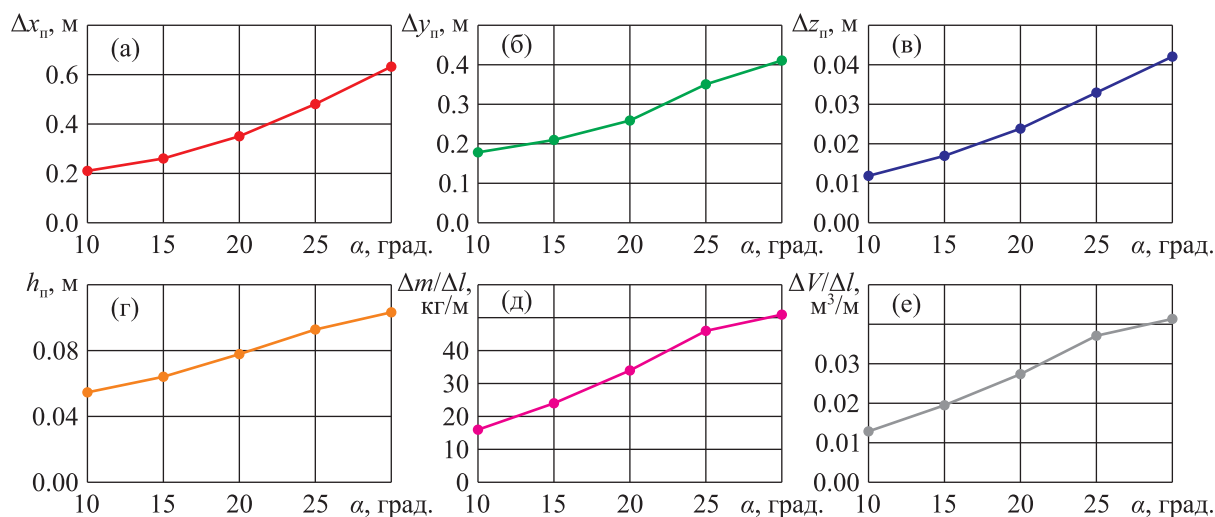 Δxп, м (а)
0.6
0.4
0.2
0.0
10 15 20 25 α, град.
Δyп, м (б)
0.4
0.3
0.2
0.1
0.0
10 15 20 25 α, град.
Δzп, м (в)
0.04
0.03
0.02
0.01
0.00
10 15 20 25 α, град.
hп, м (г)
0.08
0.04
0.00
10 15 20 25 α, град.
Δm/Δl, (д)
кг/м
40
30
20
10
0
10 15 20 25 α, град.
ΔV/Δl, (е)
м³/м
0.03
0.02
0.01
0.00
10 15 20 25 α, град.